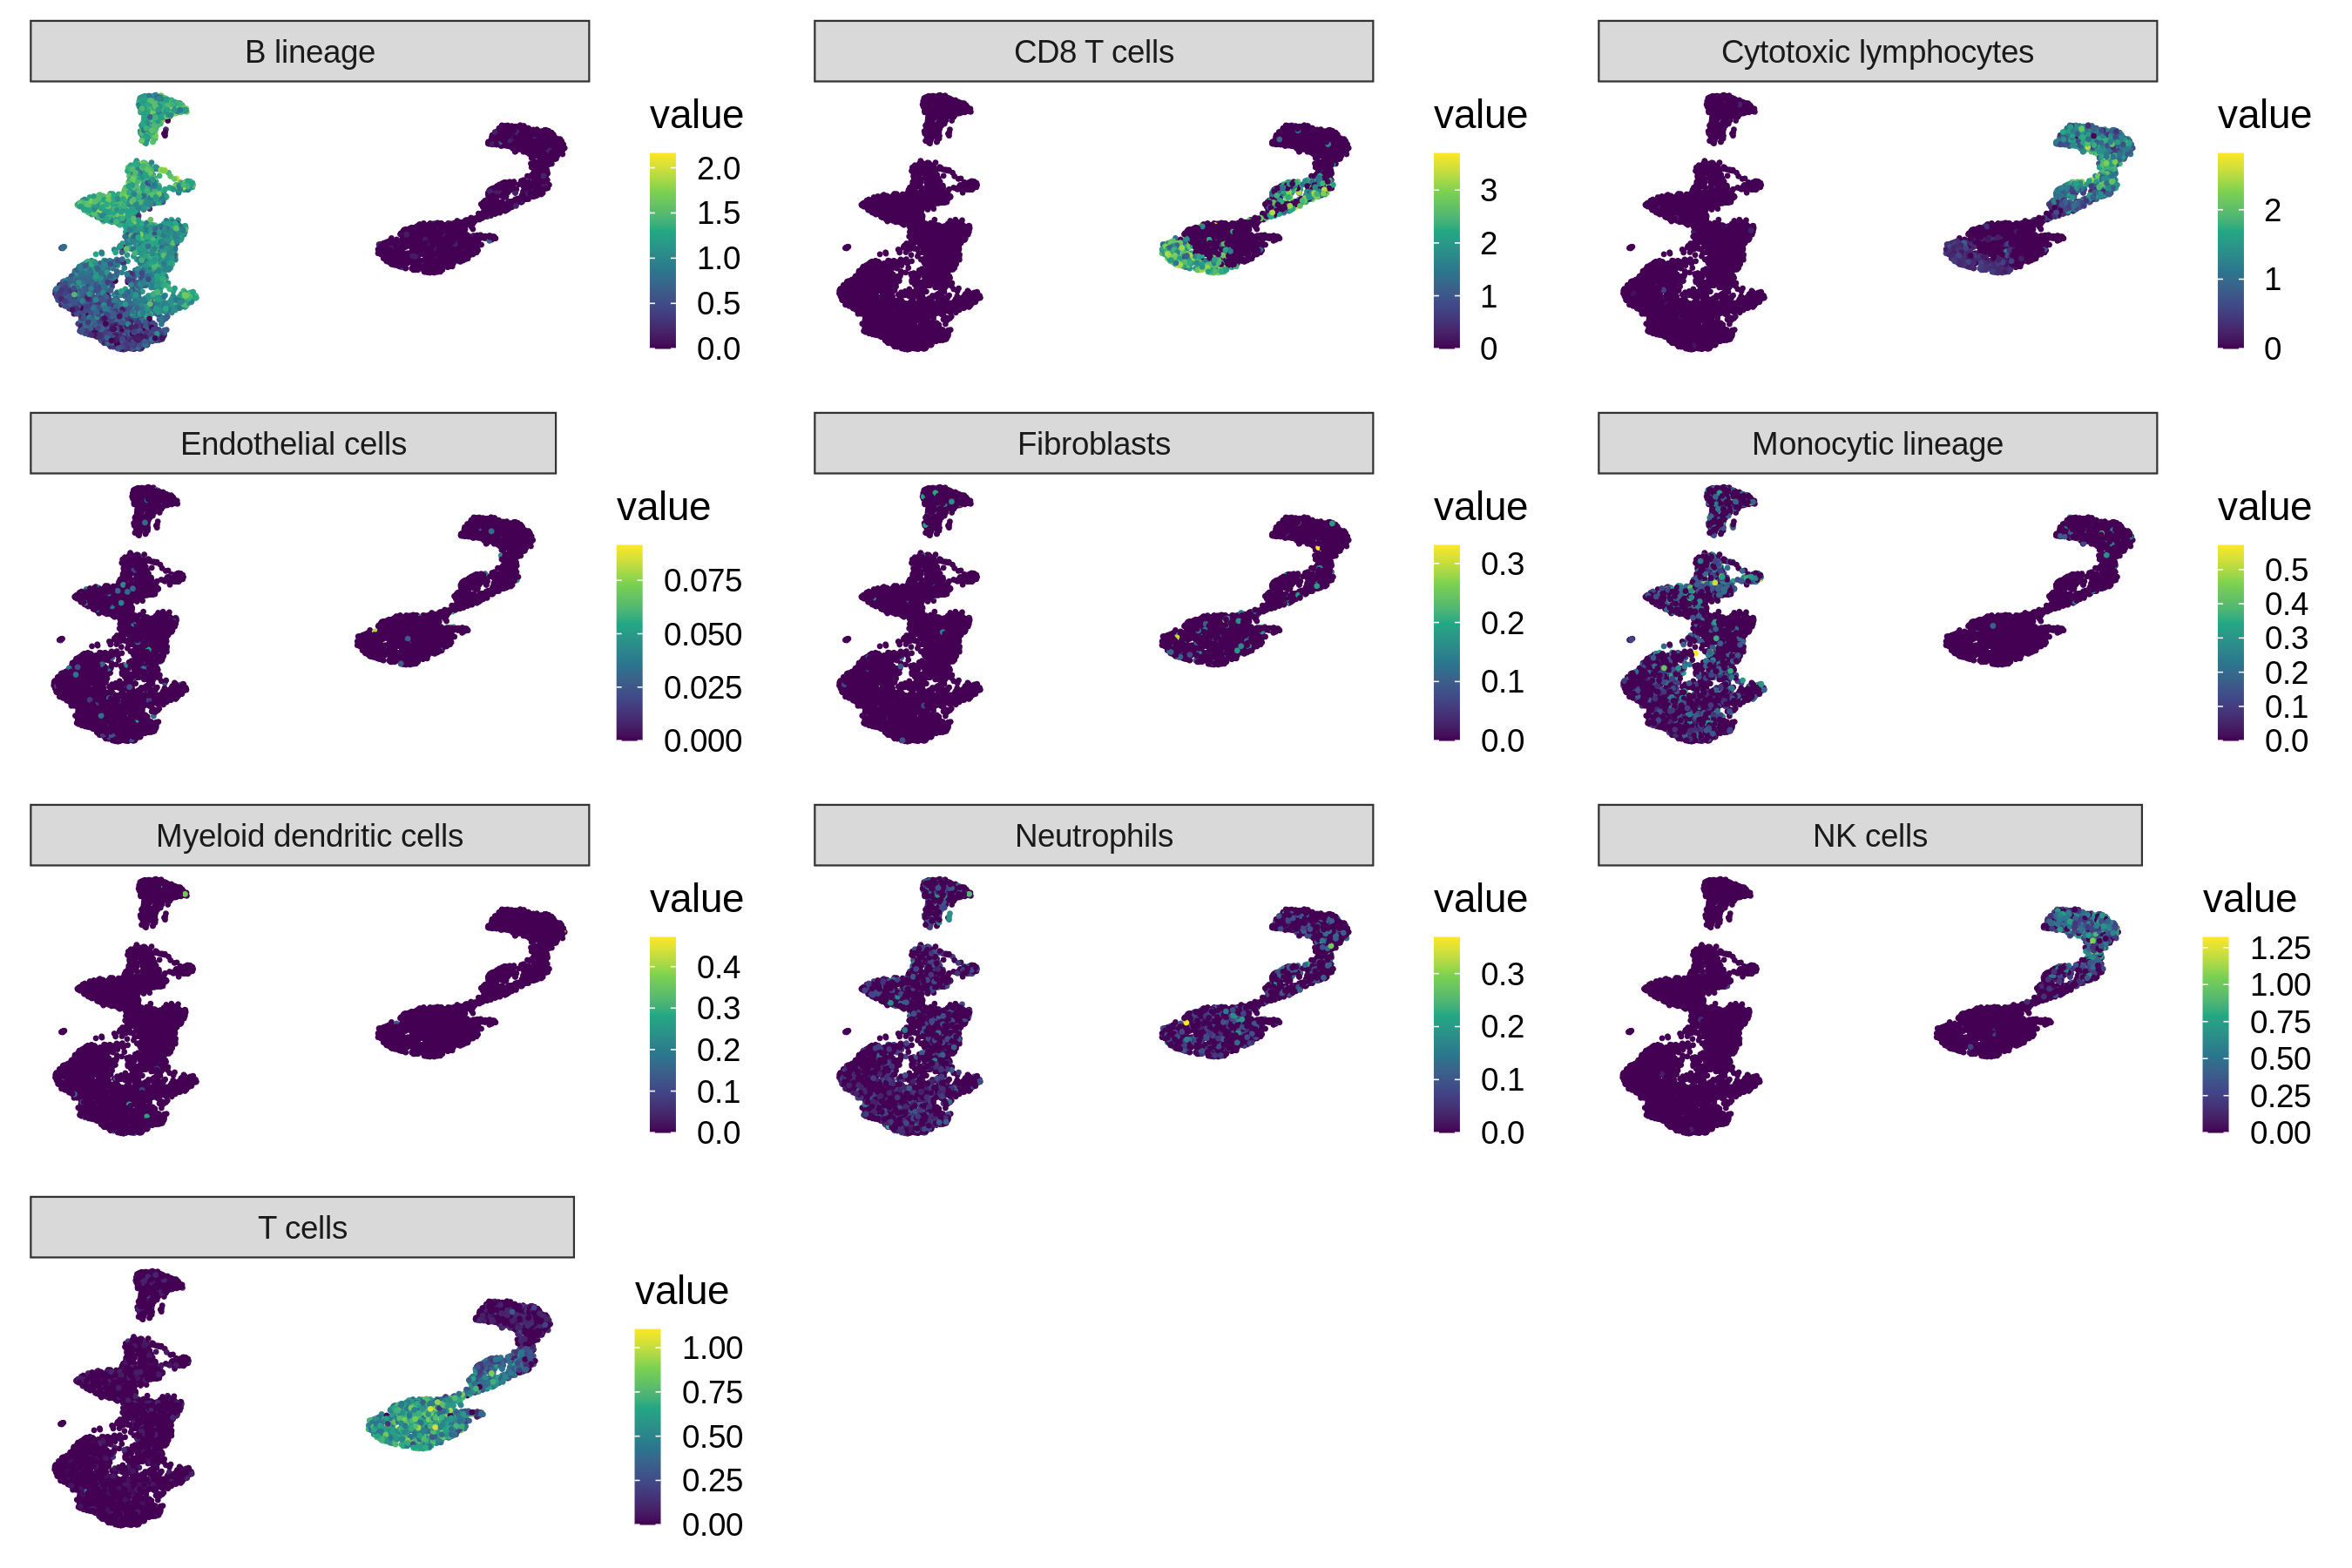 B lineage
CD8 T cells
Cytotoxic lymphocytes
value
2.0
1.5
1.0
0.5
0.0
value
3
2
1
0
value
2
1
0
Endothelial cells
Fibroblasts
Monocytic lineage
value
0.075
0.050
0.025
0.000
value
0.3
0.2
0.1
0.0
value
0.5
0.4
0.3
0.2
0.1
0.0
Myeloid dendritic cells
Neutrophils
NK cells
value
0.4
0.3
0.2
0.1
0.0
value
0.3
0.2
0.1
0.0
value
1.25
1.00
0.75
0.50
0.25
0.00
T cells
value
1.00
0.75
0.50
0.25
0.00